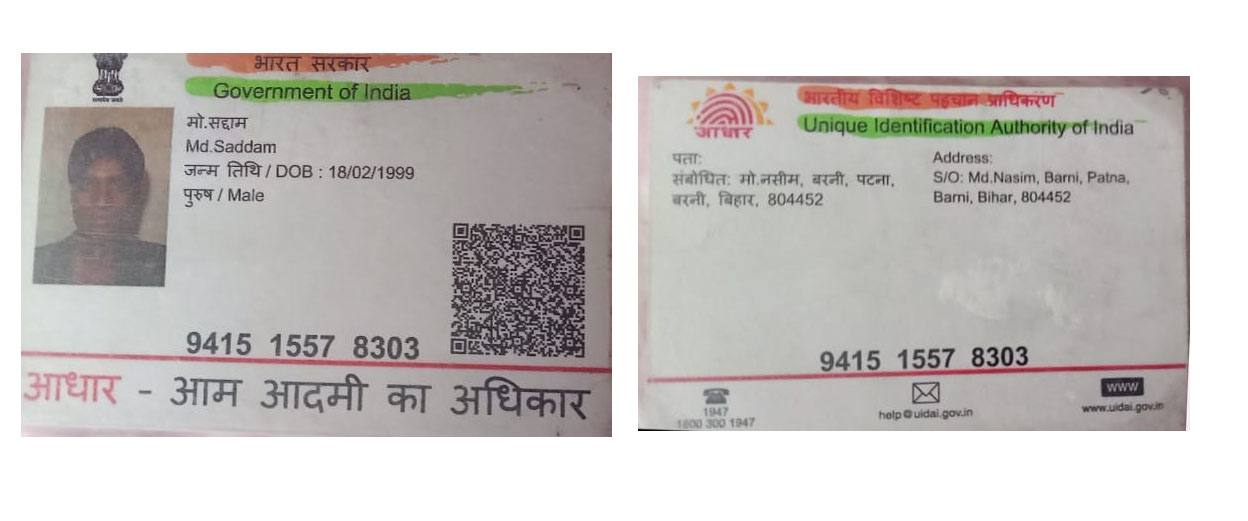 भारत सरकार
Government of India
मो.सद्दाम
Md.Saddam
जन्म तिथि / DOB : 18/02/1999
पुरुष / Male
9415 1557 8303
आधार - आम आदमी का अधिकार
भारतीय विशिष्ट पहचान प्राधिकरण
आधार
Unique Identification Authority of India
पता:
संबोधित: मो.नसीम, बरनी, पटना,
बरनी, बिहार, 804452
Address:
S/O: Md.Nasim, Barni, Patna,
Barni, Bihar, 804452
9415 1557 8303
1947
1800 300 1947
help@uidai.gov.in
www
www.uidai.gov.in